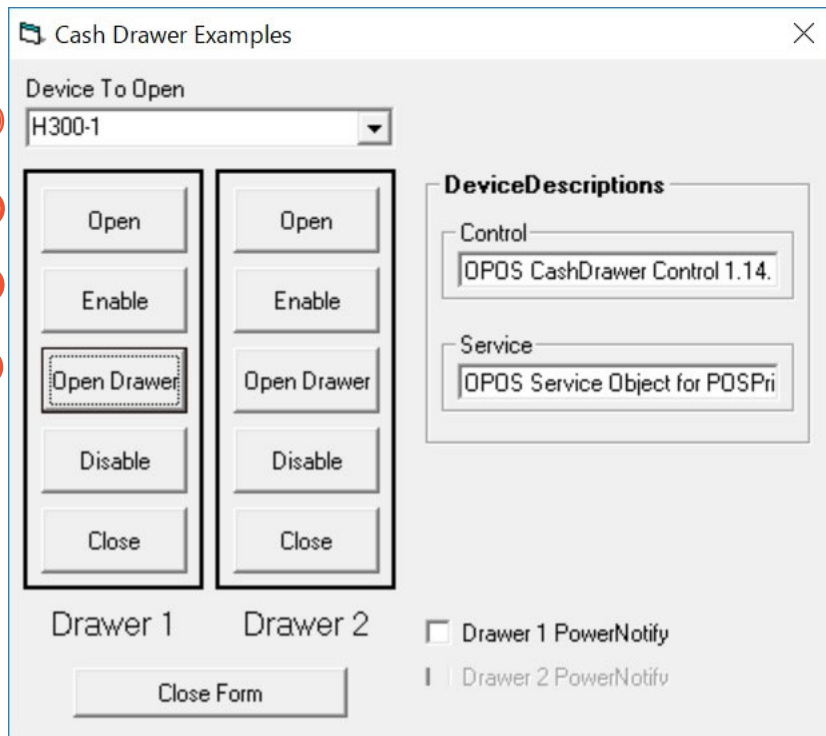 Cash Drawer Examples
Device To Open
H300-1
Open
Open
Enable
Enable
Open Drawer
Open Drawer
Disable
Disable
Close
Close
Drawer 1
Drawer 2
Close Form
DeviceDescriptions
Control
OPOS CashDrawer Control 1.14.
Service
OPOS Service Object for POSPri
Drawer 1 PowerNotify
Drawer 2 PowerNotify